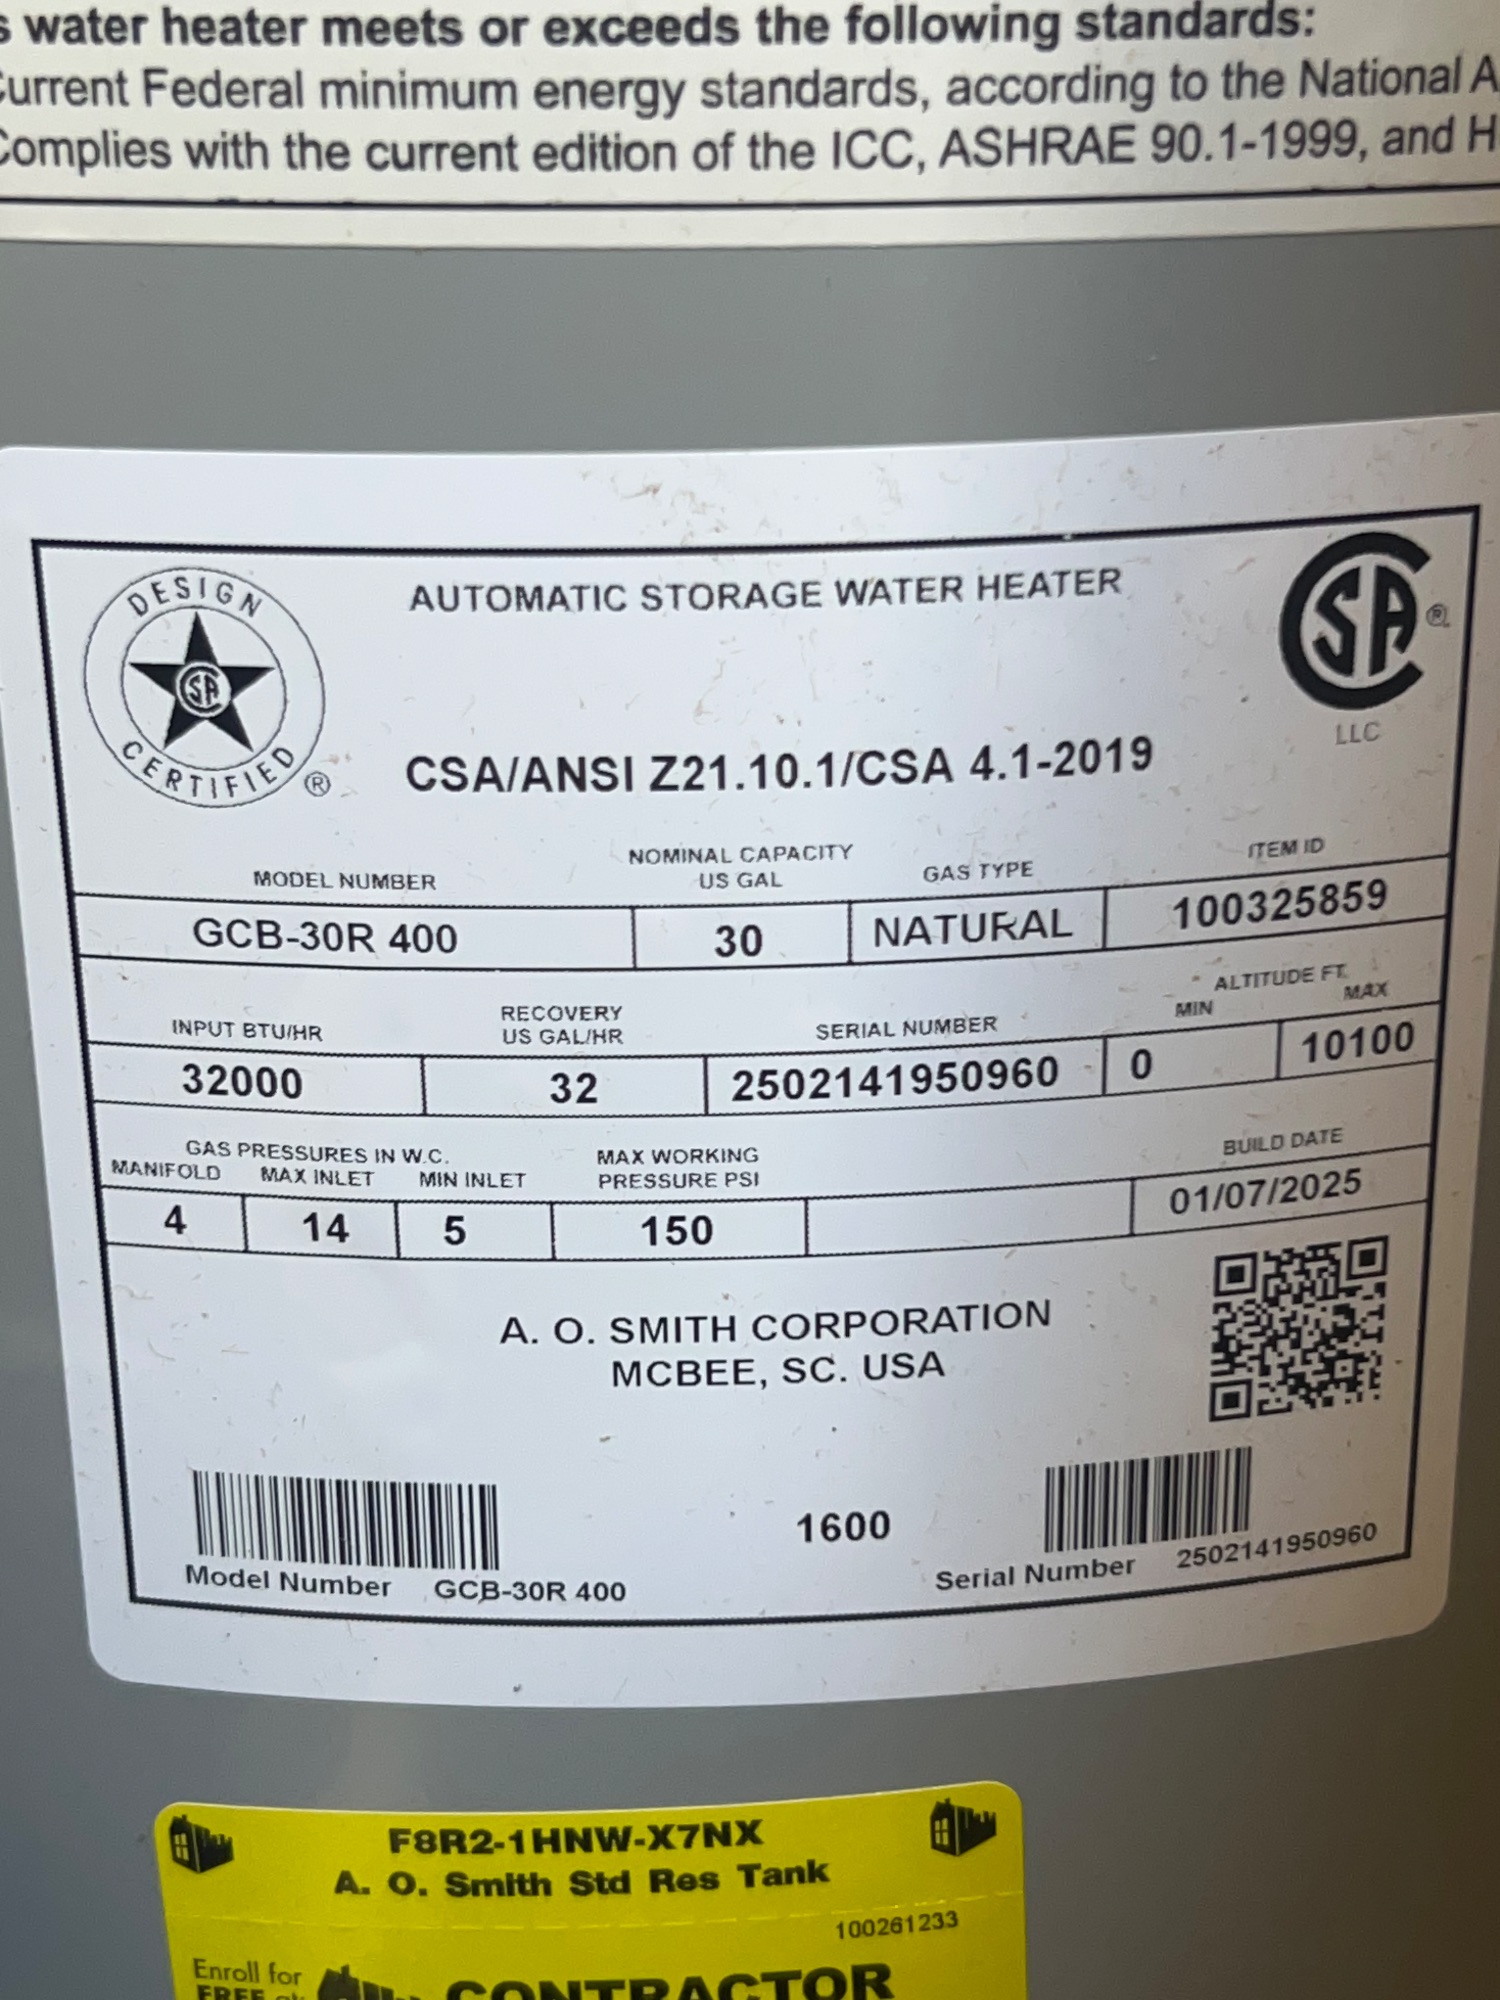 water heater meets or exceeds the following standards:
Current Federal minimum energy standards, according to the National
Complies with the current edition of the ICC, ASHRAE 90.1-1999, and
DESIGN
CERTIFIED
SA
®
AUTOMATIC STORAGE WATER HEATER
CSA
®
LLC
CSA/ANSI Z21.10.1/CSA 4.1-2019
MODEL NUMBER NOMINAL CAPACITY US GAL GAS TYPE ITEM ID
GCB-30R 400 30 NATURAL 100325859
INPUT BTU/HR RECOVERY US GAL/HR SERIAL NUMBER ALTITUDE FT. MIN MAX
32000 32 2502141950960 0 10100
GAS PRESSURES IN W.C. MAX WORKING BUILD DATE
MANIFOLD MAX INLET MIN INLET PRESSURE PSI
4 14 5 150 01/07/2025
A. O. SMITH CORPORATION
MCBEE, SC. USA
1600
Model Number GCB-30R 400
Serial Number 2502141950960
F8R2-1HNW-X7NX
A. O. Smith Std Res Tank
100261233
Enroll for
FREE
CONTRACTOR